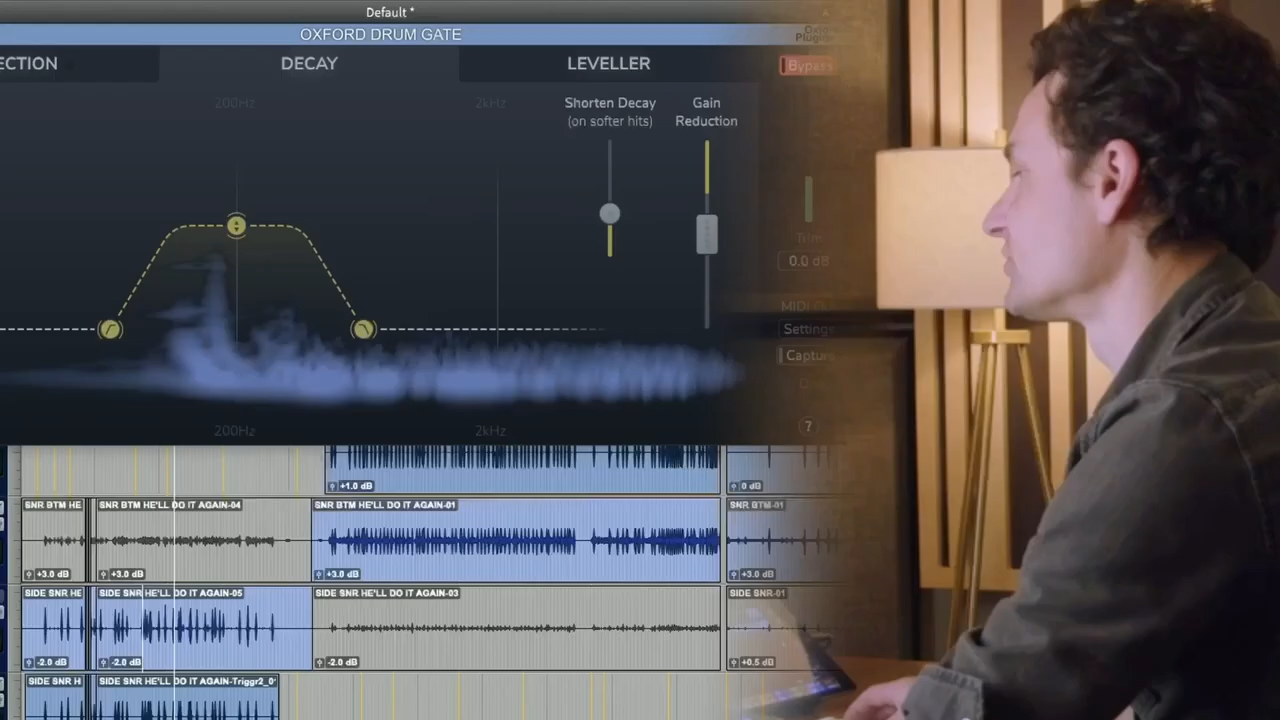 Default *
OXFORD DRUM GATE
Oxford
Plugins
ECTION
DECAY
LEVELLER
Bypass
200Hz
2kHz
Shorten Decay
(on softer hits)
Gain
Reduction
Trim
0.0 dB
MIDI Ou
Settings
Captur
200Hz
2kHz
?
+1.0 dB
0 dB
SNR BTM HE
SNR BTM HE'LL DO IT AGAIN-04
SNR BTM HE'LL DO IT AGAIN-01
SNR BTM-01
+3.0 dB
+3.0 dB
+3.0 dB
+3.0 dB
SIDE SNR HE
SIDE SNR HE'LL DO IT AGAIN-05
SIDE SNR HE'LL DO IT AGAIN-03
SIDE SNR-01
-2.0 dB
-2.0 dB
-2.0 dB
+0.5 dB
SIDE SNR H
SIDE SNR HE'LL DO IT AGAIN-Triggr2_0